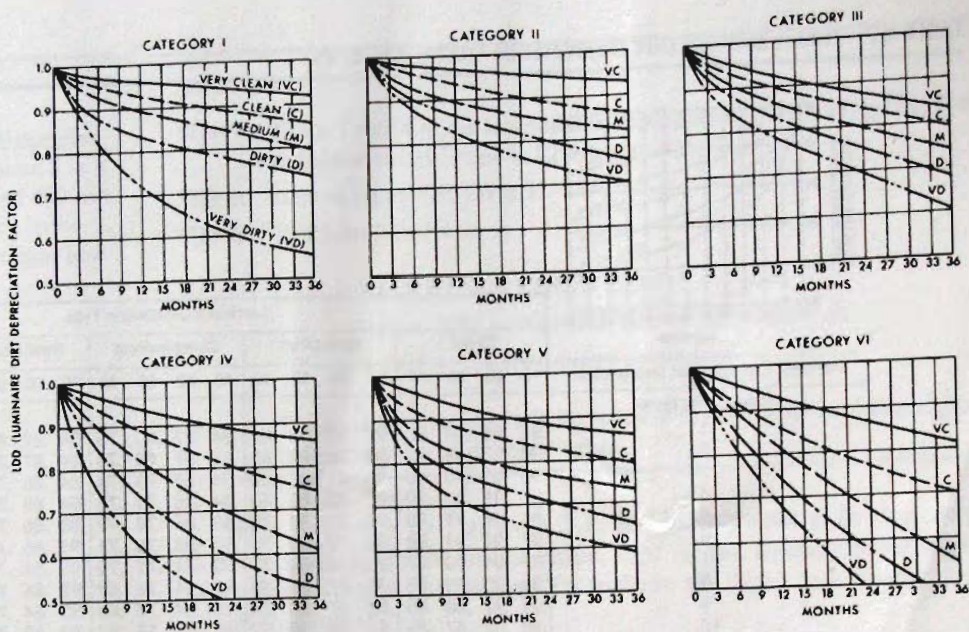 LDD (LUMINAIRE DIRT DEPRECIATION FACTOR)
CATEGORY I
1.0
0.9
0.8
0.7
0.6
0.5
VERY CLEAN (VC)
CLEAN (C)
MEDIUM (M)
DIRTY (D)
VERY DIRTY (VD)
0 3 6 9 12 15 18 21 24 27 30 33 36
MONTHS
CATEGORY II
VC
C
M
D
VD
0 3 6 9 12 15 18 21 24 27 30 33 36
MONTHS
CATEGORY III
VC
C
M
D
VD
0 3 6 9 12 15 18 21 24 27 30 33 36
MONTHS
CATEGORY IV
1.0
0.9
0.8
0.7
0.6
0.5
VC
C
M
D
VD
0 3 6 9 12 15 18 21 24 27 30 33 36
MONTHS
CATEGORY V
VC
C
M
D
VD
0 3 6 9 12 15 18 21 24 27 30 33 36
MONTHS
CATEGORY VI
VC
C
M
D
VD
0 3 6 9 12 15 18 21 24 27 30 33 36
MONTHS